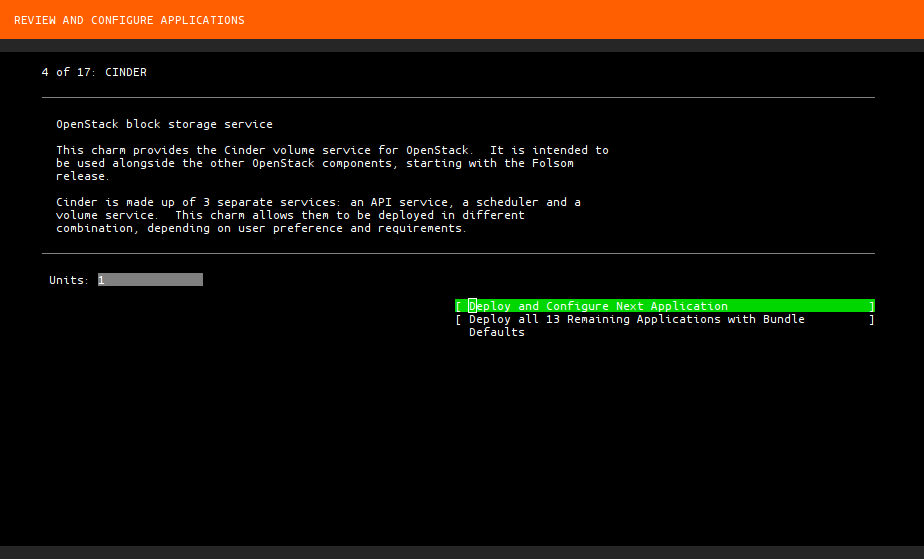 REVIEW AND CONFIGURE APPLICATIONS
4 of 17: CINDER
OpenStack block storage service
This charm provides the Cinder volume service for OpenStack.  It is intended to
be used alongside the other OpenStack components, starting with the Folsom
release.
Cinder is made up of 3 separate services: an API service, a scheduler and a
volume service.  This charm allows them to be deployed in different
combination, depending on user preference and requirements.
Units: 1
[ Deploy and Configure Next Application ]
[ Deploy all 13 Remaining Applications with Bundle ]
Defaults